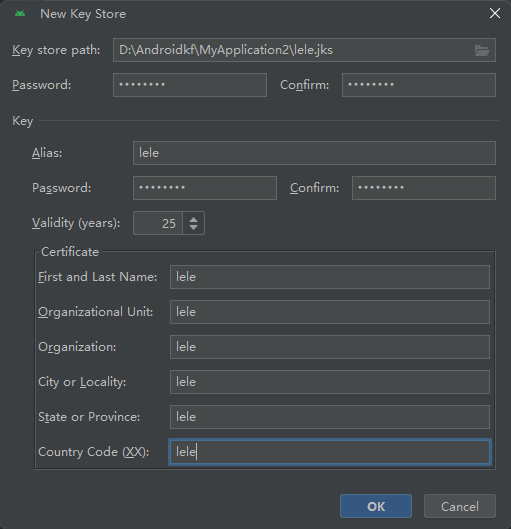 New Key Store
Key store path: D:\Androidkf\MyApplication2\lele.jks
Password: •••••••• Confirm: ••••••••
Key
Alias: lele
Password: •••••••• Confirm: ••••••••
Validity (years): 25
Certificate
First and Last Name: lele
Organizational Unit: lele
Organization: lele
City or Locality: lele
State or Province: lele
Country Code (XX): lele
OK Cancel